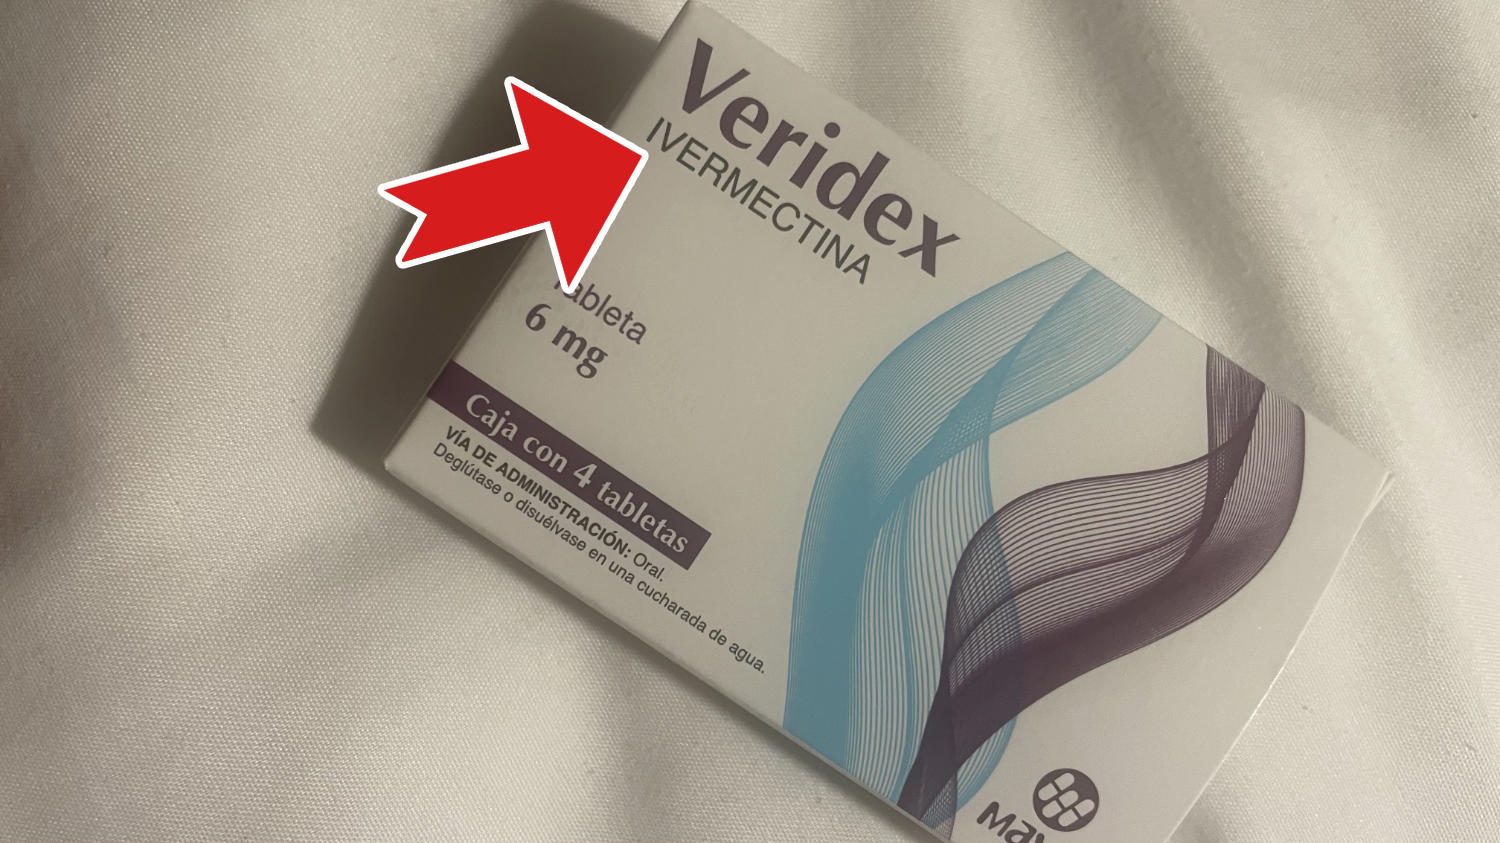 Veridex
IVERMECTINA
Tableta
6 mg
Caja con 4 tabletas
VÍA DE ADMINISTRACIÓN: Oral.
Deglútase o disuélvase en una cucharada de agua.